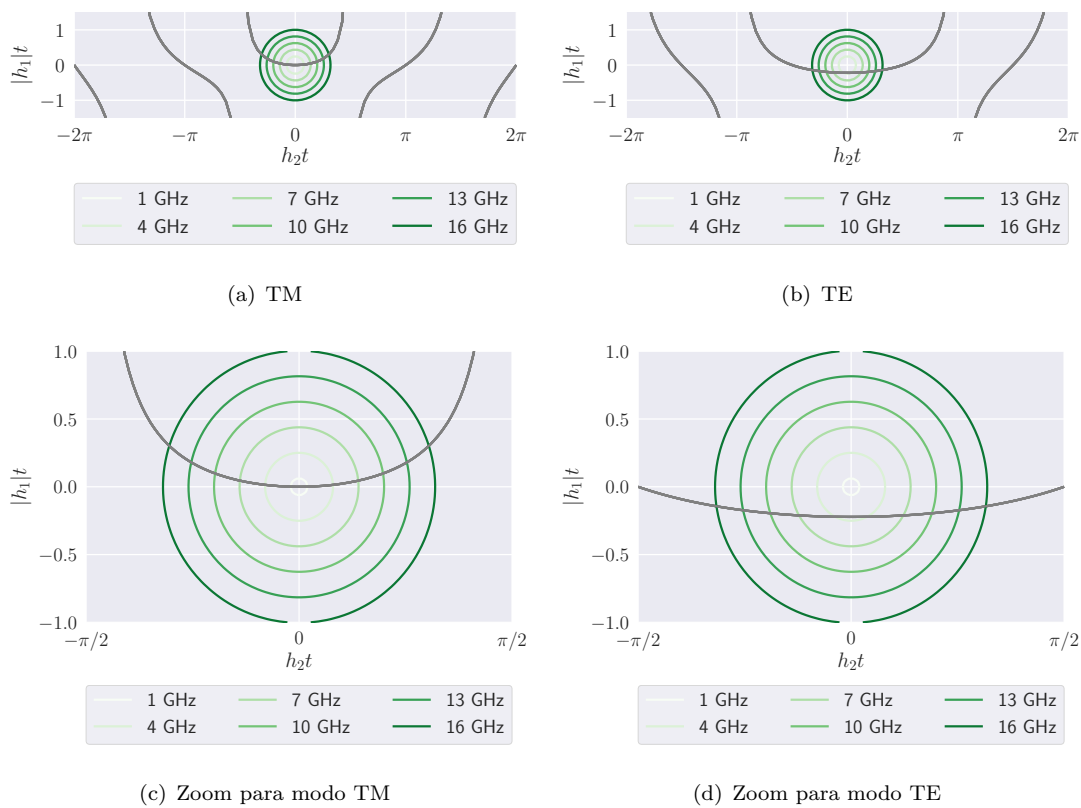 1
0
−1
|h₁|t
−2π −π 0 π 2π
h₂t
1 GHz 7 GHz 13 GHz
4 GHz 10 GHz 16 GHz
(a) TM
1
0
−1
|h₁|t
−2π −π 0 π 2π
h₂t
1 GHz 7 GHz 13 GHz
4 GHz 10 GHz 16 GHz
(b) TE
1.0
0.5
0.0
−0.5
−1.0
|h₁|t
−π/2 0 π/2
h₂t
1 GHz 7 GHz 13 GHz
4 GHz 10 GHz 16 GHz
(c) Zoom para modo TM
1.0
0.5
0.0
−0.5
−1.0
|h₁|t
−π/2 0 π/2
h₂t
1 GHz 7 GHz 13 GHz
4 GHz 10 GHz 16 GHz
(d) Zoom para modo TE